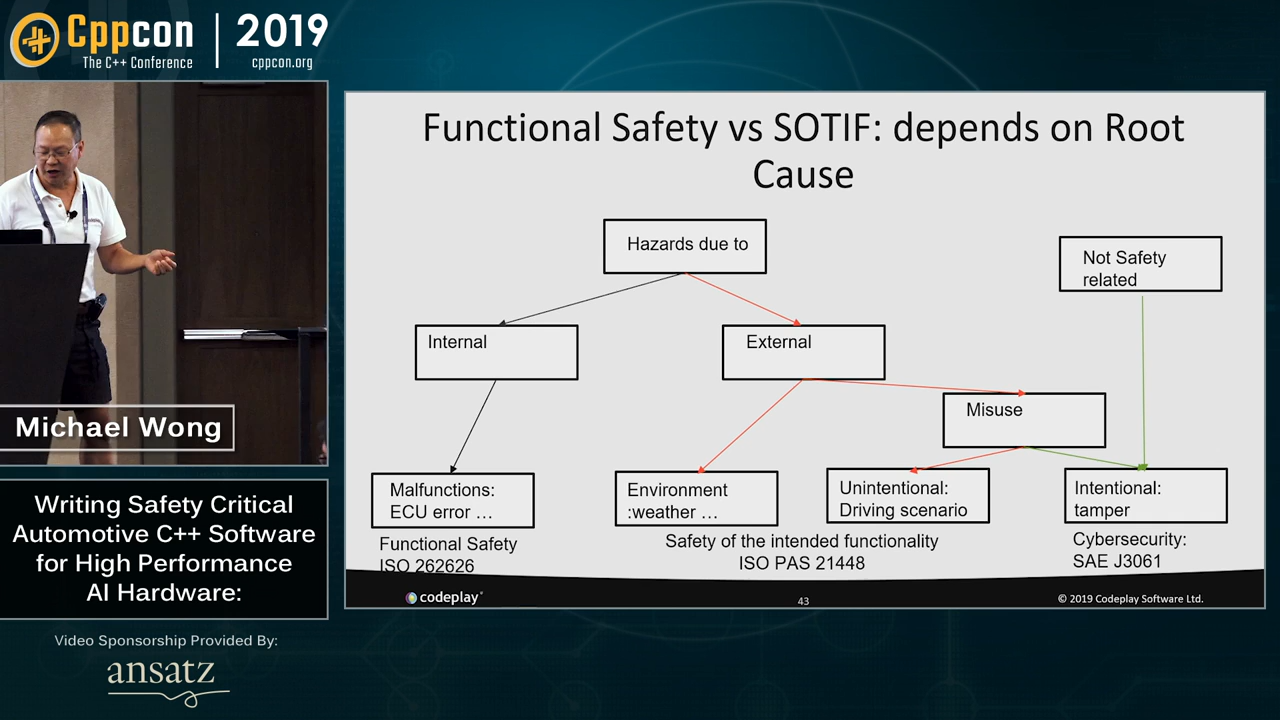 Cppcon
The C++ Conference
2019
cppcon.org
Michael Wong
Writing Safety Critical
Automotive C++ Software
for High Performance
AI Hardware:
Video Sponsorship Provided By:
ansatz
Functional Safety vs SOTIF: depends on Root
Cause
Hazards due to
Not Safety
related
Internal
External
Misuse
Malfunctions:
ECU error …
Environment
:weather …
Unintentional:
Driving scenario
Intentional:
tamper
Functional Safety
ISO 262626
Safety of the intended functionality
ISO PAS 21448
Cybersecurity:
SAE J3061
codeplay
43
© 2019 Codeplay Software Ltd.